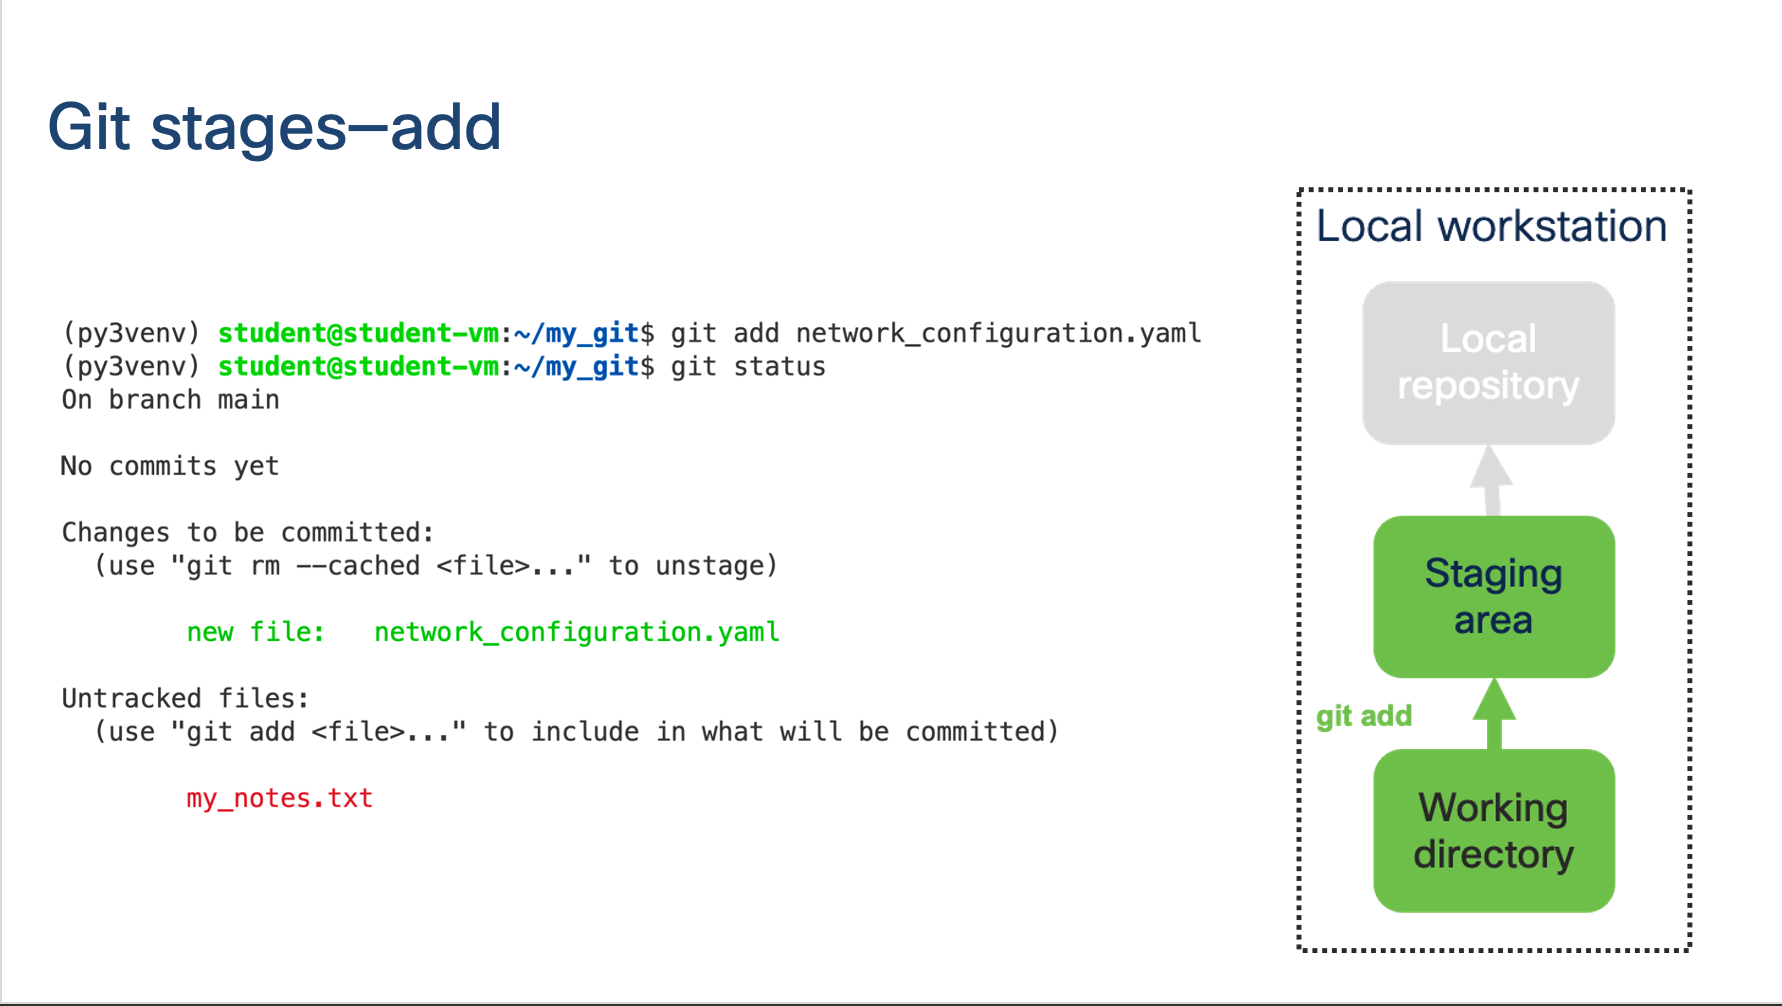 Git stages—add
(py3venv) student@student-vm:~/my_git$ git add network_configuration.yaml
(py3venv) student@student-vm:~/my_git$ git status
On branch main
No commits yet
Changes to be committed:
(use "git rm --cached <file>..." to unstage)
new file:   network_configuration.yaml
Untracked files:
(use "git add <file>..." to include in what will be committed)
my_notes.txt
Local workstation
Local
repository
Staging
area
git add
Working
directory